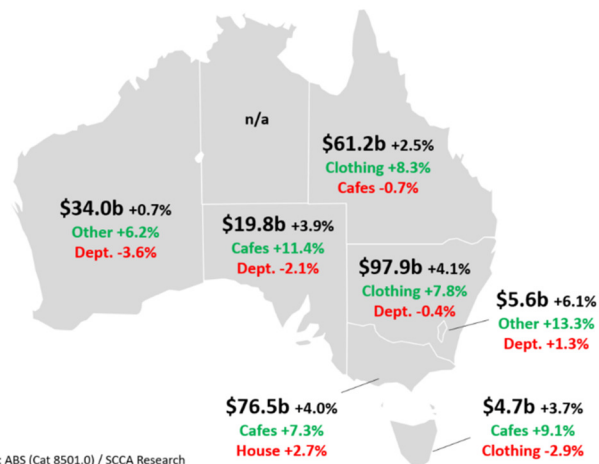 n/a
$61.2b +2.5%
Clothing +8.3%
Cafes -0.7%
$34.0b +0.7%
Other +6.2%
Dept. -3.6%
$19.8b +3.9%
Cafes +11.4%
Dept. -2.1%
$97.9b +4.1%
Clothing +7.8%
Dept. -0.4%
$5.6b +6.1%
Other +13.3%
Dept. +1.3%
$76.5b +4.0%
Cafes +7.3%
House +2.7%
$4.7b +3.7%
Cafes +9.1%
Clothing -2.9%
: ABS (Cat 8501.0) / SCCA Research